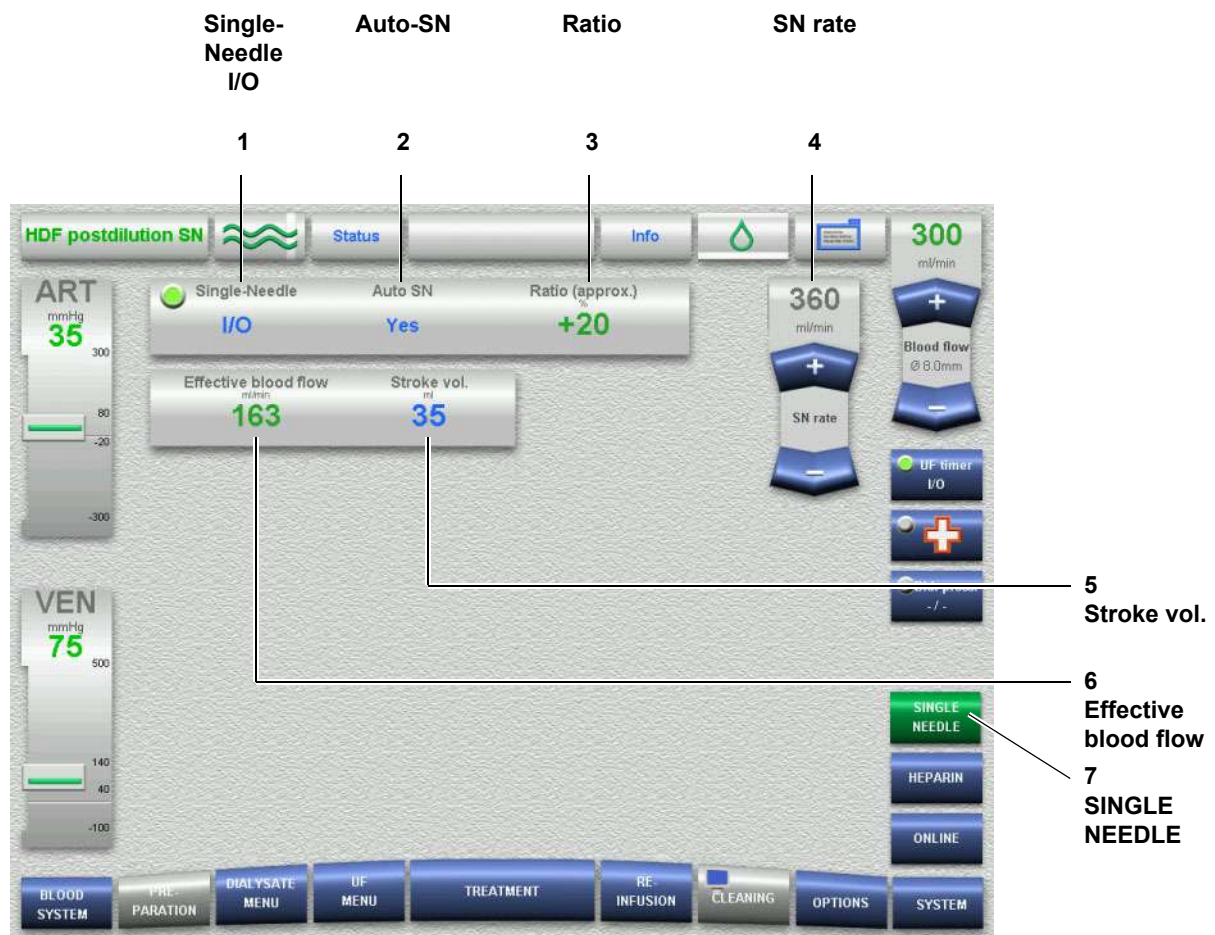 Single-
Needle
I/O
Auto-SN
Ratio
SN rate
1
2
3
4
HDF postdilution SN
Status
Info
300
ml/min
ART
mmHg
35
300
80
-20
-300
Single-Needle
I/O
Auto SN
Yes
Ratio (approx.)
%
+20
360
ml/min
+
SN rate
–
+
Blood flow
Ø 8.0mm
–
Effective blood flow
ml/min
163
Stroke vol.
ml
35
UF timer
I/O
- / -
5
Stroke vol.
VEN
mmHg
75
500
140
40
-100
6
Effective
blood flow
SINGLE
NEEDLE
7
SINGLE
NEEDLE
HEPARIN
ONLINE
BLOOD
SYSTEM
PRE-
PARATION
DIALYSATE
MENU
UF
MENU
TREATMENT
RE-
INFUSION
CLEANING
OPTIONS
SYSTEM